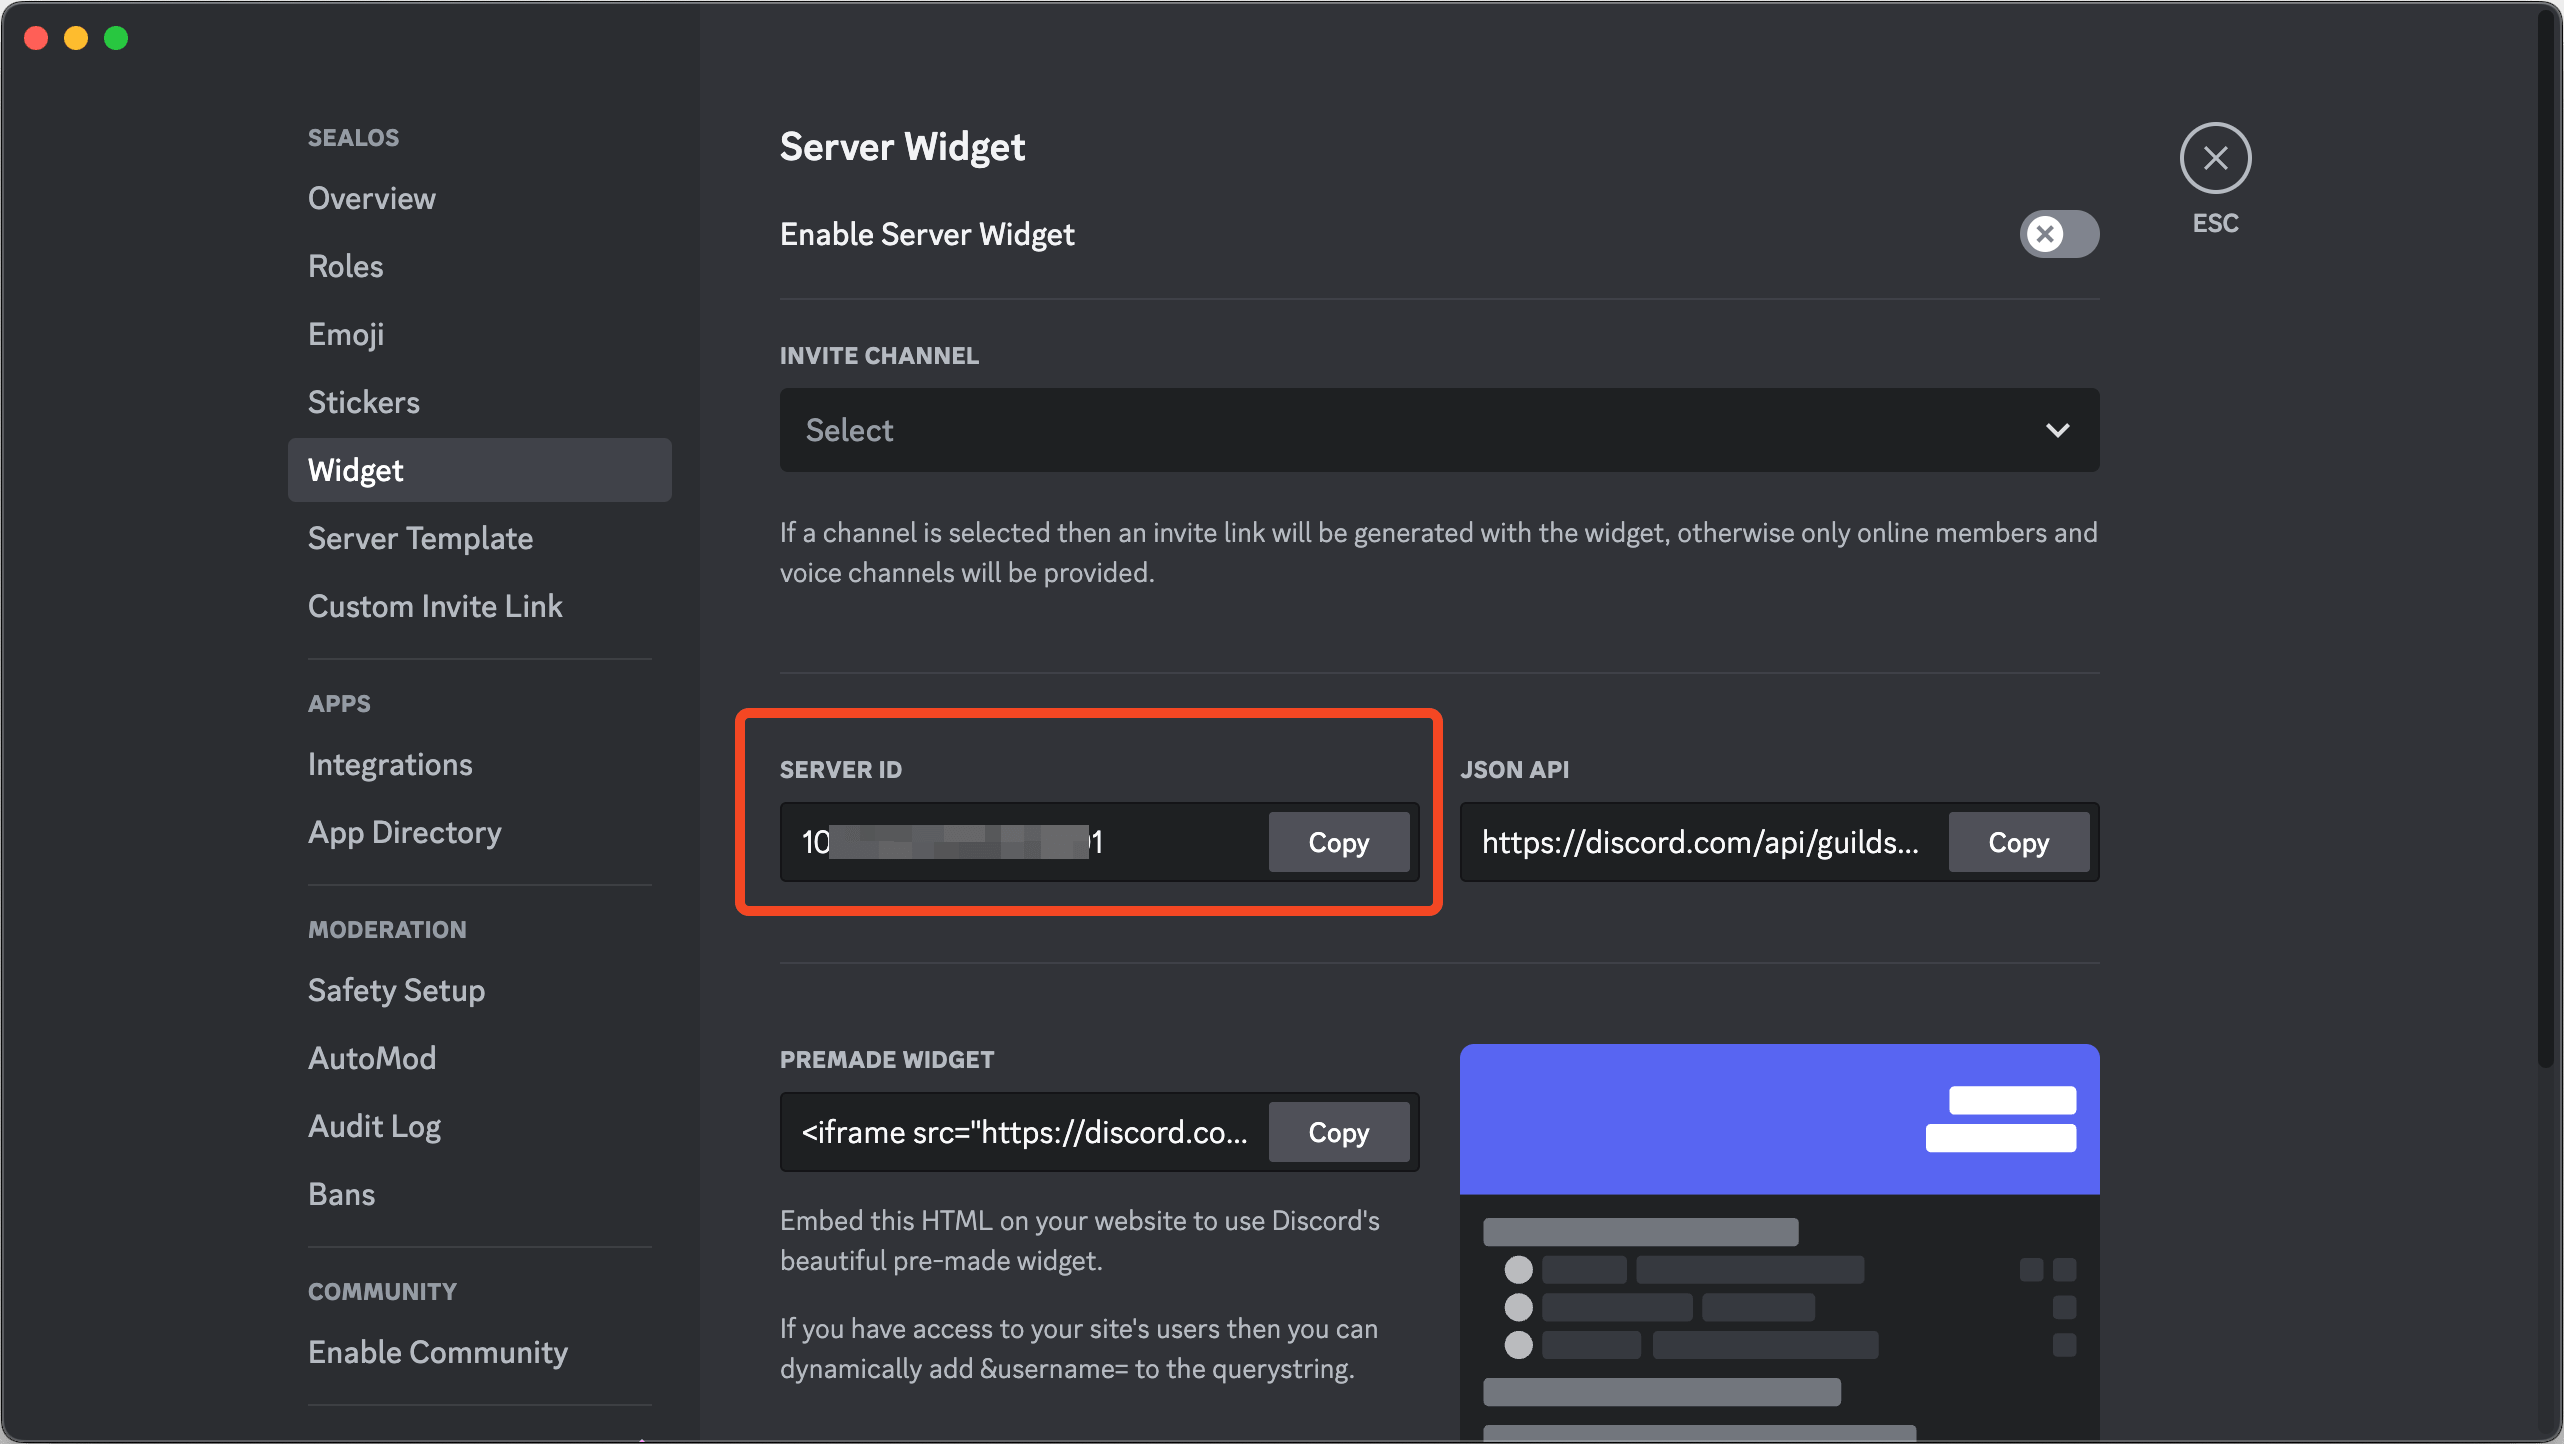 SEALOS
Overview
Roles
Emoji
Stickers
Widget
Server Template
Custom Invite Link
APPS
Integrations
App Directory
MODERATION
Safety Setup
AutoMod
Audit Log
Bans
COMMUNITY
Enable Community
Server Widget
Enable Server Widget
ESC
INVITE CHANNEL
Select
If a channel is selected then an invite link will be generated with the widget, otherwise only online members and
voice channels will be provided.
SERVER ID
10
1
Copy
JSON API
https://discord.com/api/guilds...
Copy
PREMADE WIDGET
<iframe src="https://discord.co...
Copy
Embed this HTML on your website to use Discord's
beautiful pre-made widget.
If you have access to your site's users then you can
dynamically add &username= to the querystring.